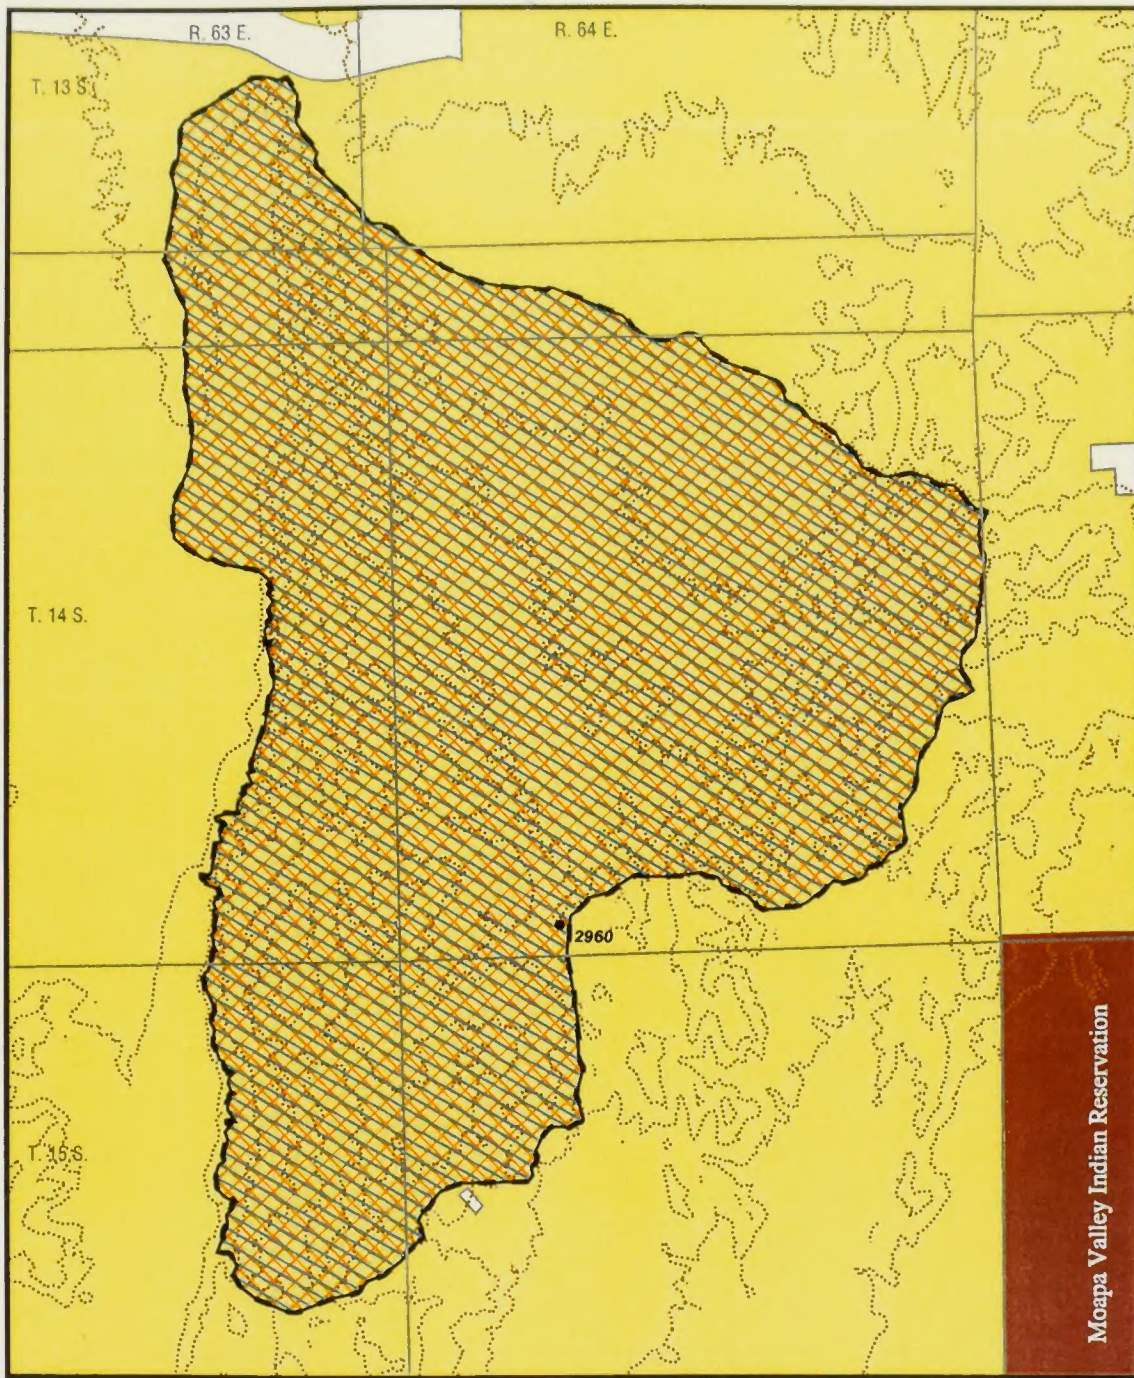 R. 63 E.
R. 64 E.
T. 13 S.
T. 14 S.
2960
T. 15 S.
Moapa Valley Indian Reservation